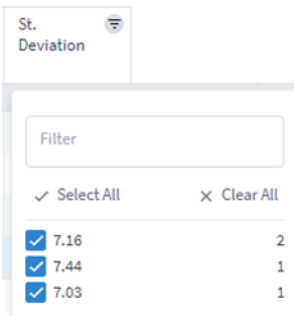 St.
Deviation
Filter
Select All Clear All
7.16 2
7.44 1
7.03 1